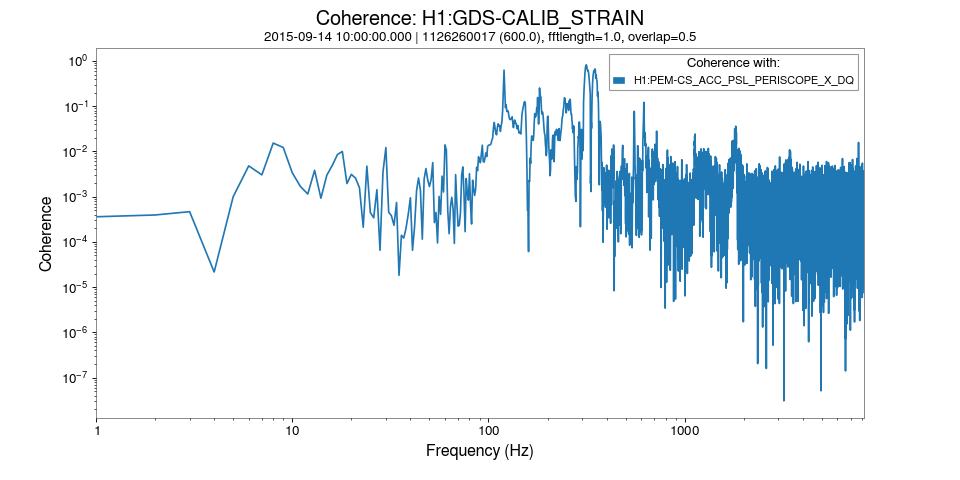 Coherence: H1:GDS-CALIB_STRAIN
2015-09-14 10:00:00.000 | 1126260017 (600.0), fftlength=1.0, overlap=0.5
Coherence with:
H1:PEM-CS_ACC_PSL_PERISCOPE_X_DQ
Coherence
10⁰
10⁻¹
10⁻²
10⁻³
10⁻⁴
10⁻⁵
10⁻⁶
10⁻⁷
1 10 100 1000
Frequency (Hz)